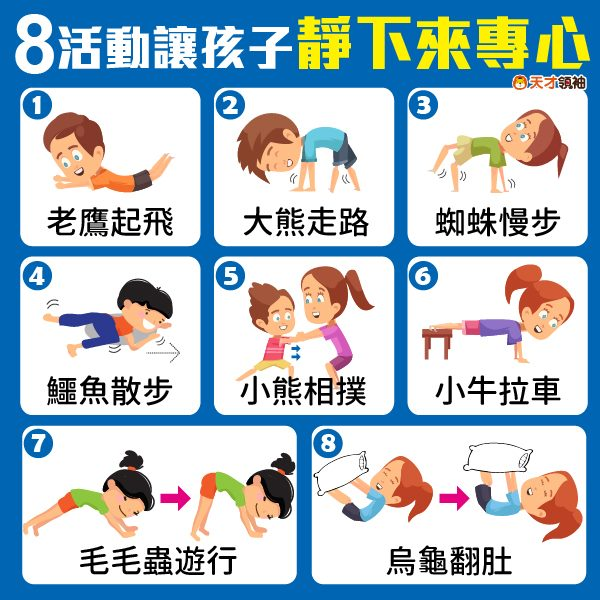 8活動讓孩子靜下來專心
天才領袖
1
老鷹起飛
2
大熊走路
3
蜘蛛慢步
4
鱷魚散步
5
小熊相撲
6
小牛拉車
7
毛毛蟲遊行
8
烏龜翻肚